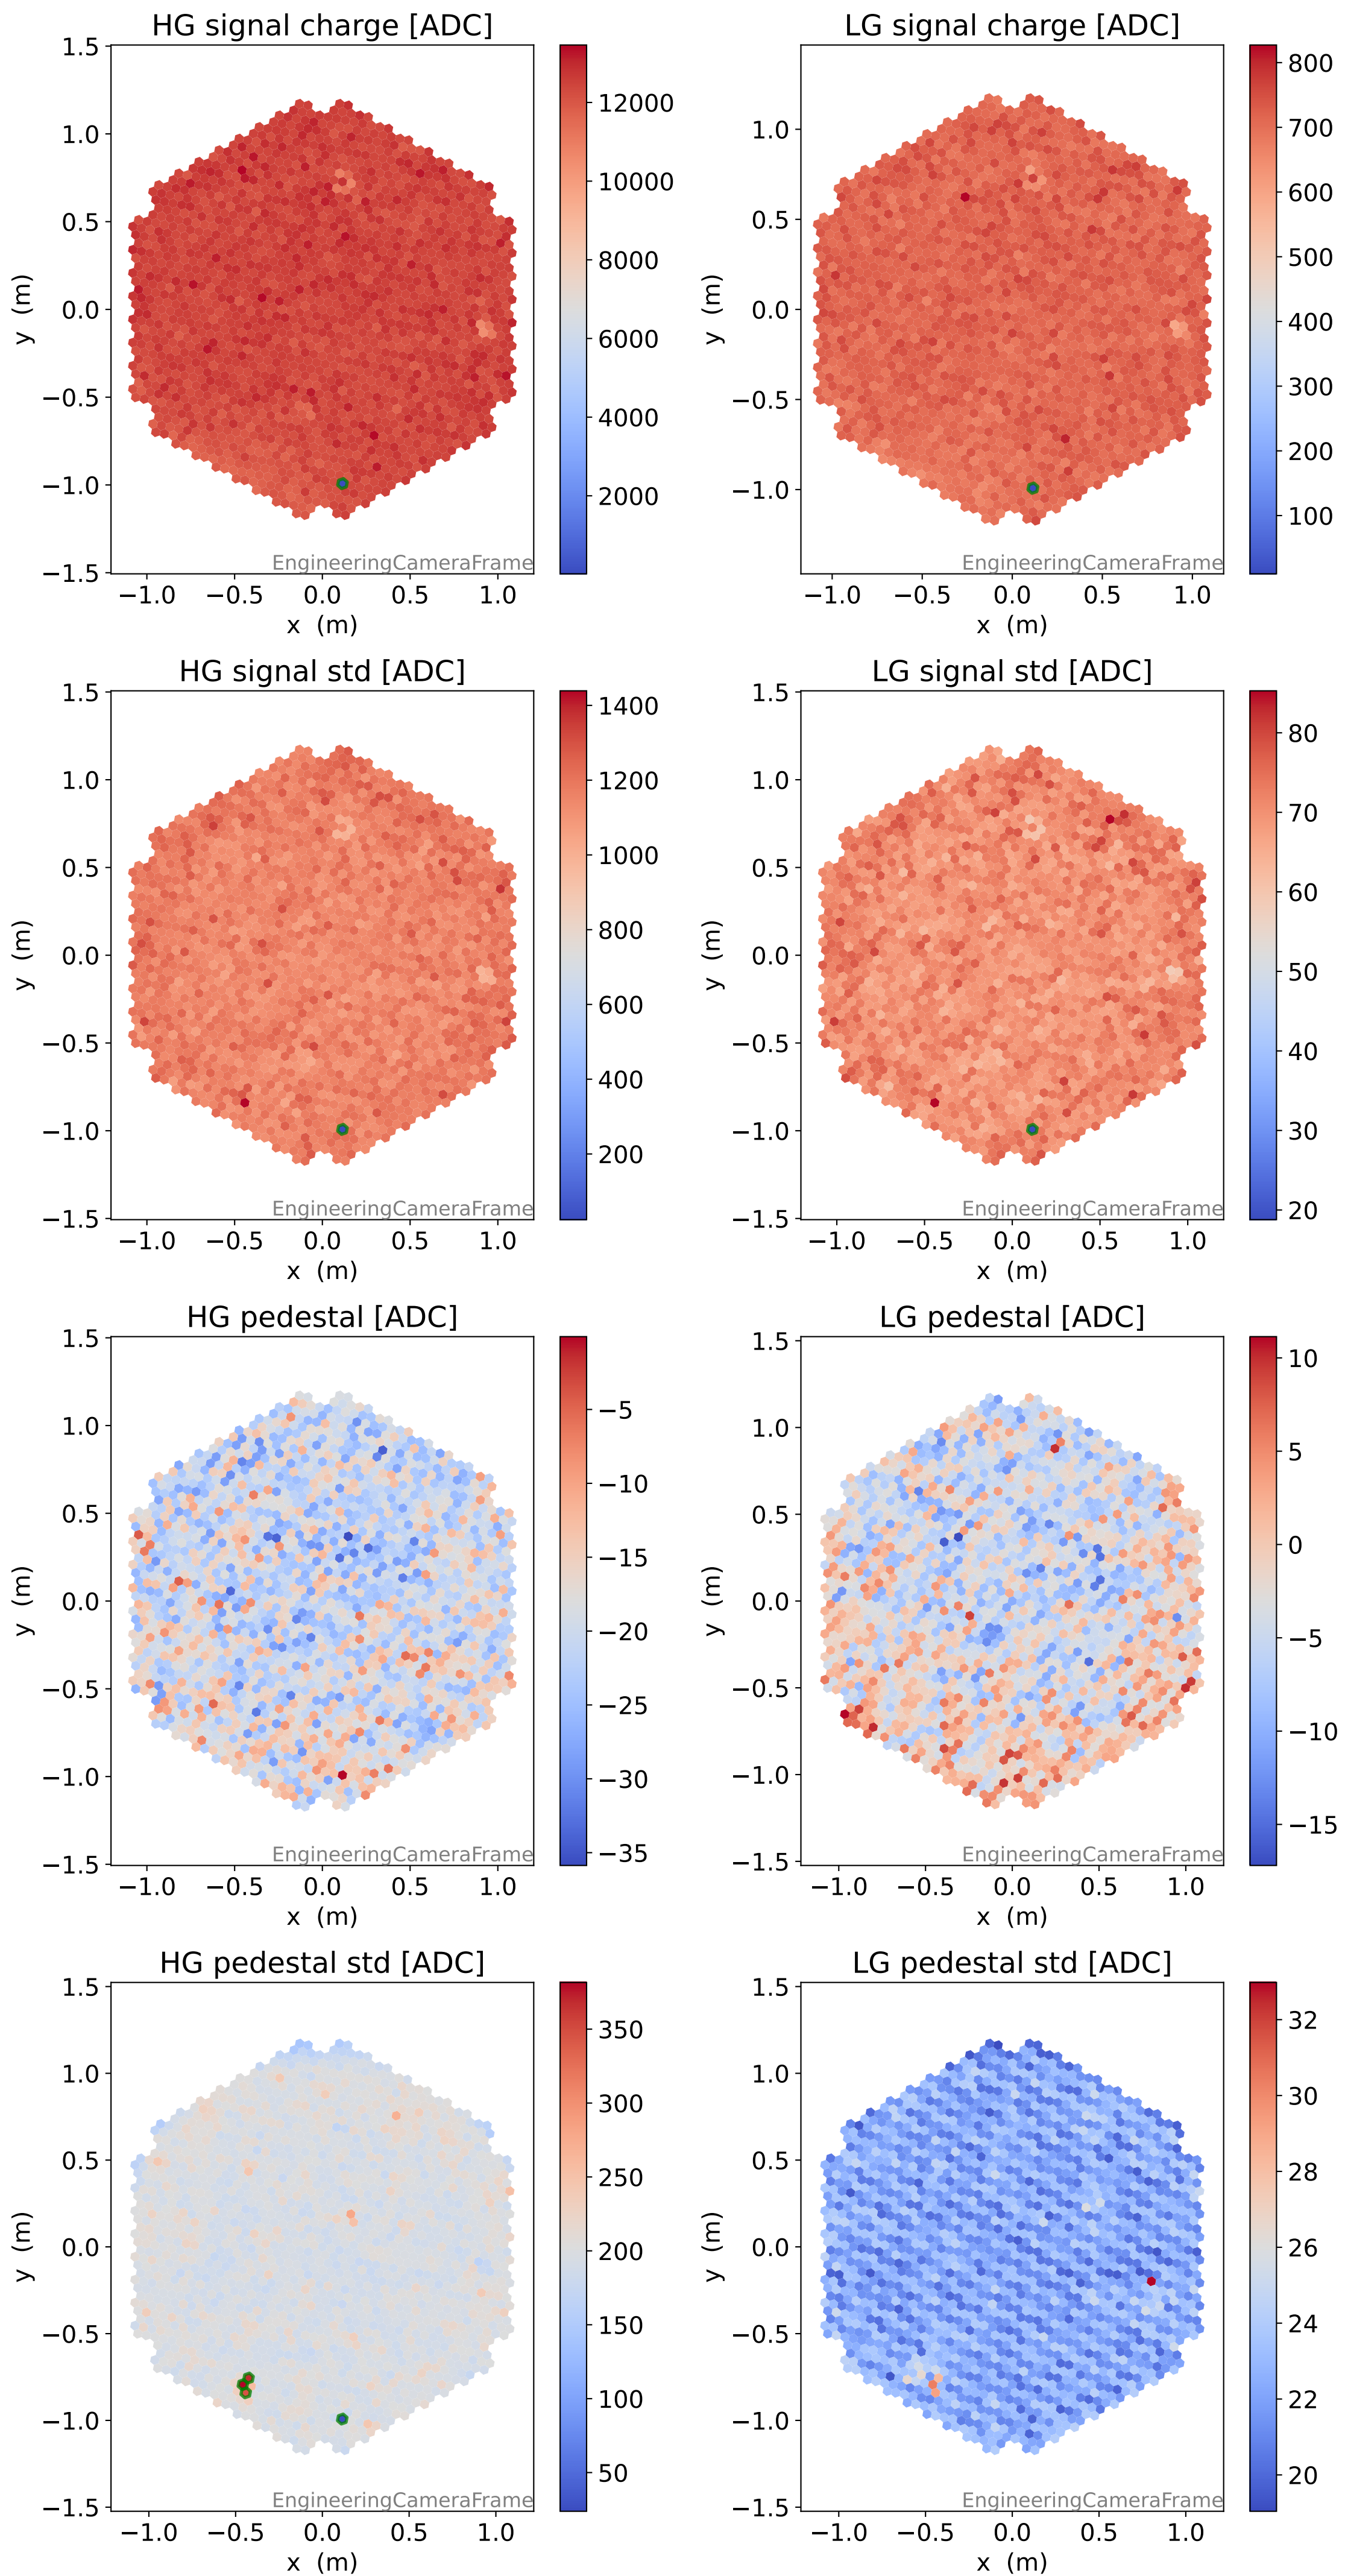 HG signal charge [ADC]
1.5
1.0
0.5
0.0
−0.5
−1.0
−1.5
y (m)
−1.0 −0.5 0.0 0.5 1.0
x (m)
EngineeringCameraFrame
12000
10000
8000
6000
4000
2000
LG signal charge [ADC]
1.0
0.5
0.0
−0.5
−1.0
y (m)
−1.0 −0.5 0.0 0.5 1.0
x (m)
EngineeringCameraFrame
800
700
600
500
400
300
200
100
HG signal std [ADC]
1.5
1.0
0.5
0.0
−0.5
−1.0
−1.5
y (m)
−1.0 −0.5 0.0 0.5 1.0
x (m)
EngineeringCameraFrame
1400
1200
1000
800
600
400
200
LG signal std [ADC]
1.5
1.0
0.5
0.0
−0.5
−1.0
−1.5
y (m)
−1.0 −0.5 0.0 0.5 1.0
x (m)
EngineeringCameraFrame
80
70
60
50
40
30
20
HG pedestal [ADC]
1.5
1.0
0.5
0.0
−0.5
−1.0
−1.5
y (m)
−1.0 −0.5 0.0 0.5 1.0
x (m)
EngineeringCameraFrame
−5
−10
−15
−20
−25
−30
−35
LG pedestal [ADC]
1.5
1.0
0.5
0.0
−0.5
−1.0
−1.5
y (m)
−1.0 −0.5 0.0 0.5 1.0
x (m)
EngineeringCameraFrame
10
5
0
−5
−10
−15
HG pedestal std [ADC]
1.5
1.0
0.5
0.0
−0.5
−1.0
−1.5
y (m)
−1.0 −0.5 0.0 0.5 1.0
x (m)
EngineeringCameraFrame
350
300
250
200
150
100
50
LG pedestal std [ADC]
1.5
1.0
0.5
0.0
−0.5
−1.0
−1.5
y (m)
−1.0 −0.5 0.0 0.5 1.0
x (m)
EngineeringCameraFrame
32
30
28
26
24
22
20